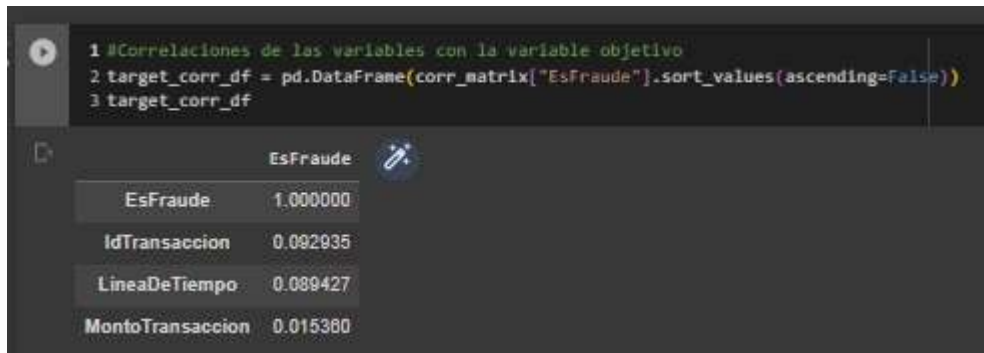 1 #Correlaciones de las variables con la variable objetivo
2 target_corr_df = pd.DataFrame(corr_matrix["EsFraude"].sort_values(ascending=False))
3 target_corr_df
EsFraude
EsFraude 1.000000
IdTransaccion 0.092935
LineaDeTiempo 0.089427
MontoTransaccion 0.015360